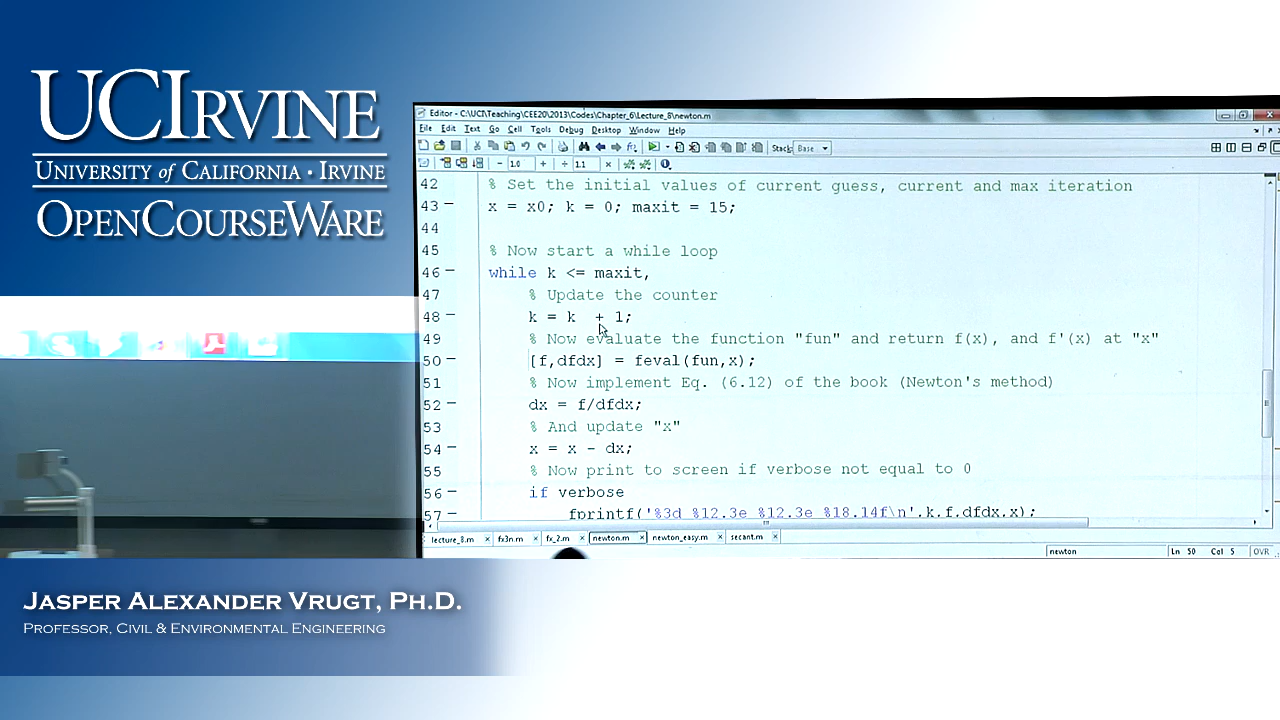 UCIRVINE
UNIVERSITY of CALIFORNIA · IRVINE
OPENCOURSEWARE
Editor - C:\UCI\Teaching\CEE20\2013\Codes\Chapter_6\Lecture_8\newton.m
File Edit Text Go Cell Tools Debug Desktop Window Help
Stack: Base
1.0 1.1
42 % Set the initial values of current guess, current and max iteration
43 x = x0; k = 0; maxit = 15;
44
45 % Now start a while loop
46 while k <= maxit,
47 % Update the counter
48 k = k + 1;
49 % Now evaluate the function "fun" and return f(x), and f'(x) at "x"
50 [f,dfdx] = feval(fun,x);
51 % Now implement Eq. (6.12) of the book (Newton's method)
52 dx = f/dfdx;
53 % And update "x"
54 x = x - dx;
55 % Now print to screen if verbose not equal to 0
56 if verbose
57 fprintf('%3d %12.3e %12.3e %18.14f\n',k,f,dfdx,x);
lecture_8.m fx3n.m fx_2.m newton.m newton_easy.m secant.m
newton Ln 50 Col 5 OVR
JASPER ALEXANDER VRUGT, PH.D.
PROFESSOR, CIVIL & ENVIRONMENTAL ENGINEERING